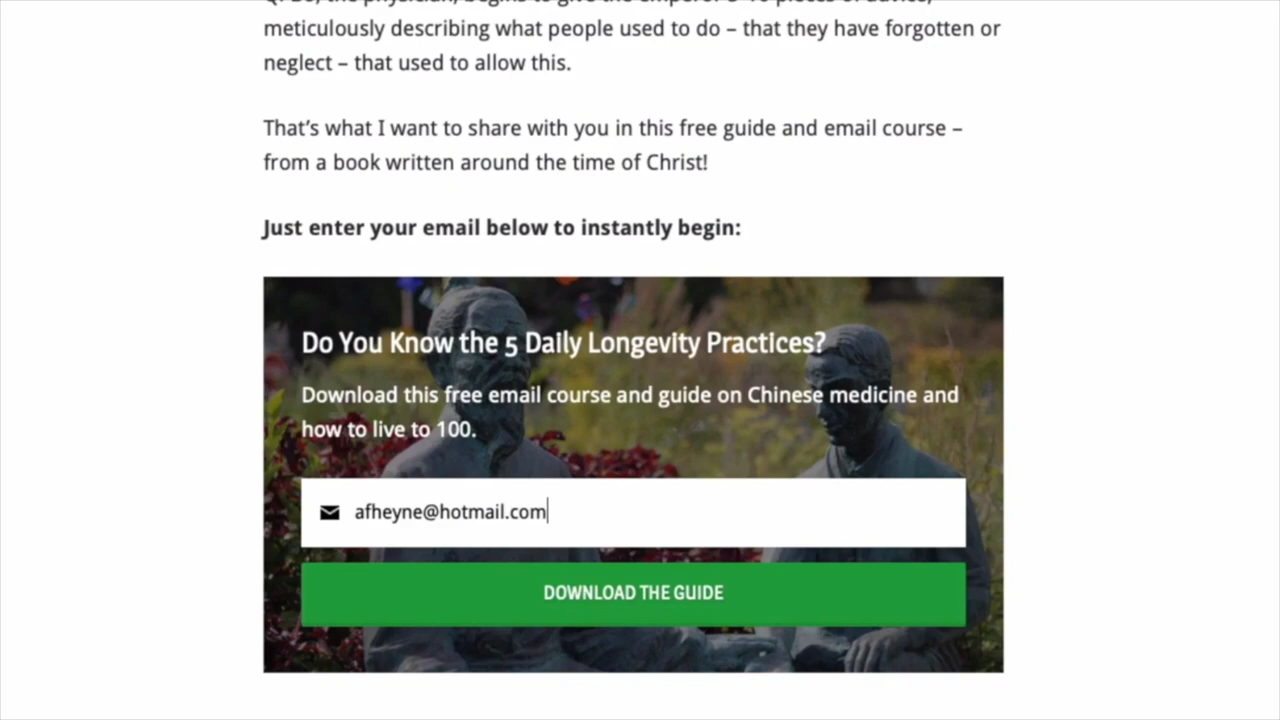 meticulously describing what people used to do – that they have forgotten or
neglect – that used to allow this.
That’s what I want to share with you in this free guide and email course –
from a book written around the time of Christ!
Just enter your email below to instantly begin:
Do You Know the 5 Daily Longevity Practices?
Download this free email course and guide on Chinese medicine and
how to live to 100.
afheyne@hotmail.com
DOWNLOAD THE GUIDE